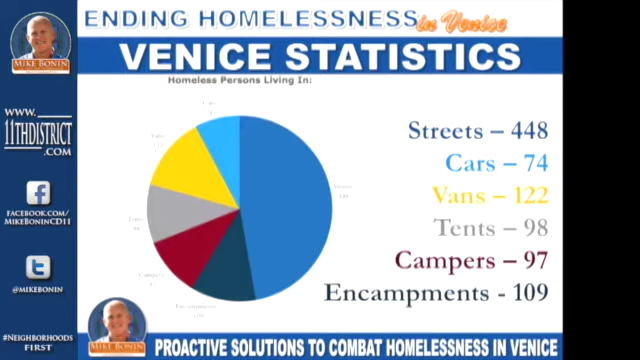 MIKE BONIN
WWW.
11THDISTRICT
.COM
FACEBOOK.COM/
MIKEBONINCD11
@MIKEBONIN
#NEIGHBORHOODS
FIRST
ENDING HOMELESSNESS in Venice
VENICE STATISTICS
Homeless Persons Living In:
Streets – 448
Cars – 74
Vans – 122
Tents – 98
Campers – 97
Encampments - 109
MIKE BONIN
PROACTIVE SOLUTIONS TO COMBAT HOMELESSNESS IN VENICE